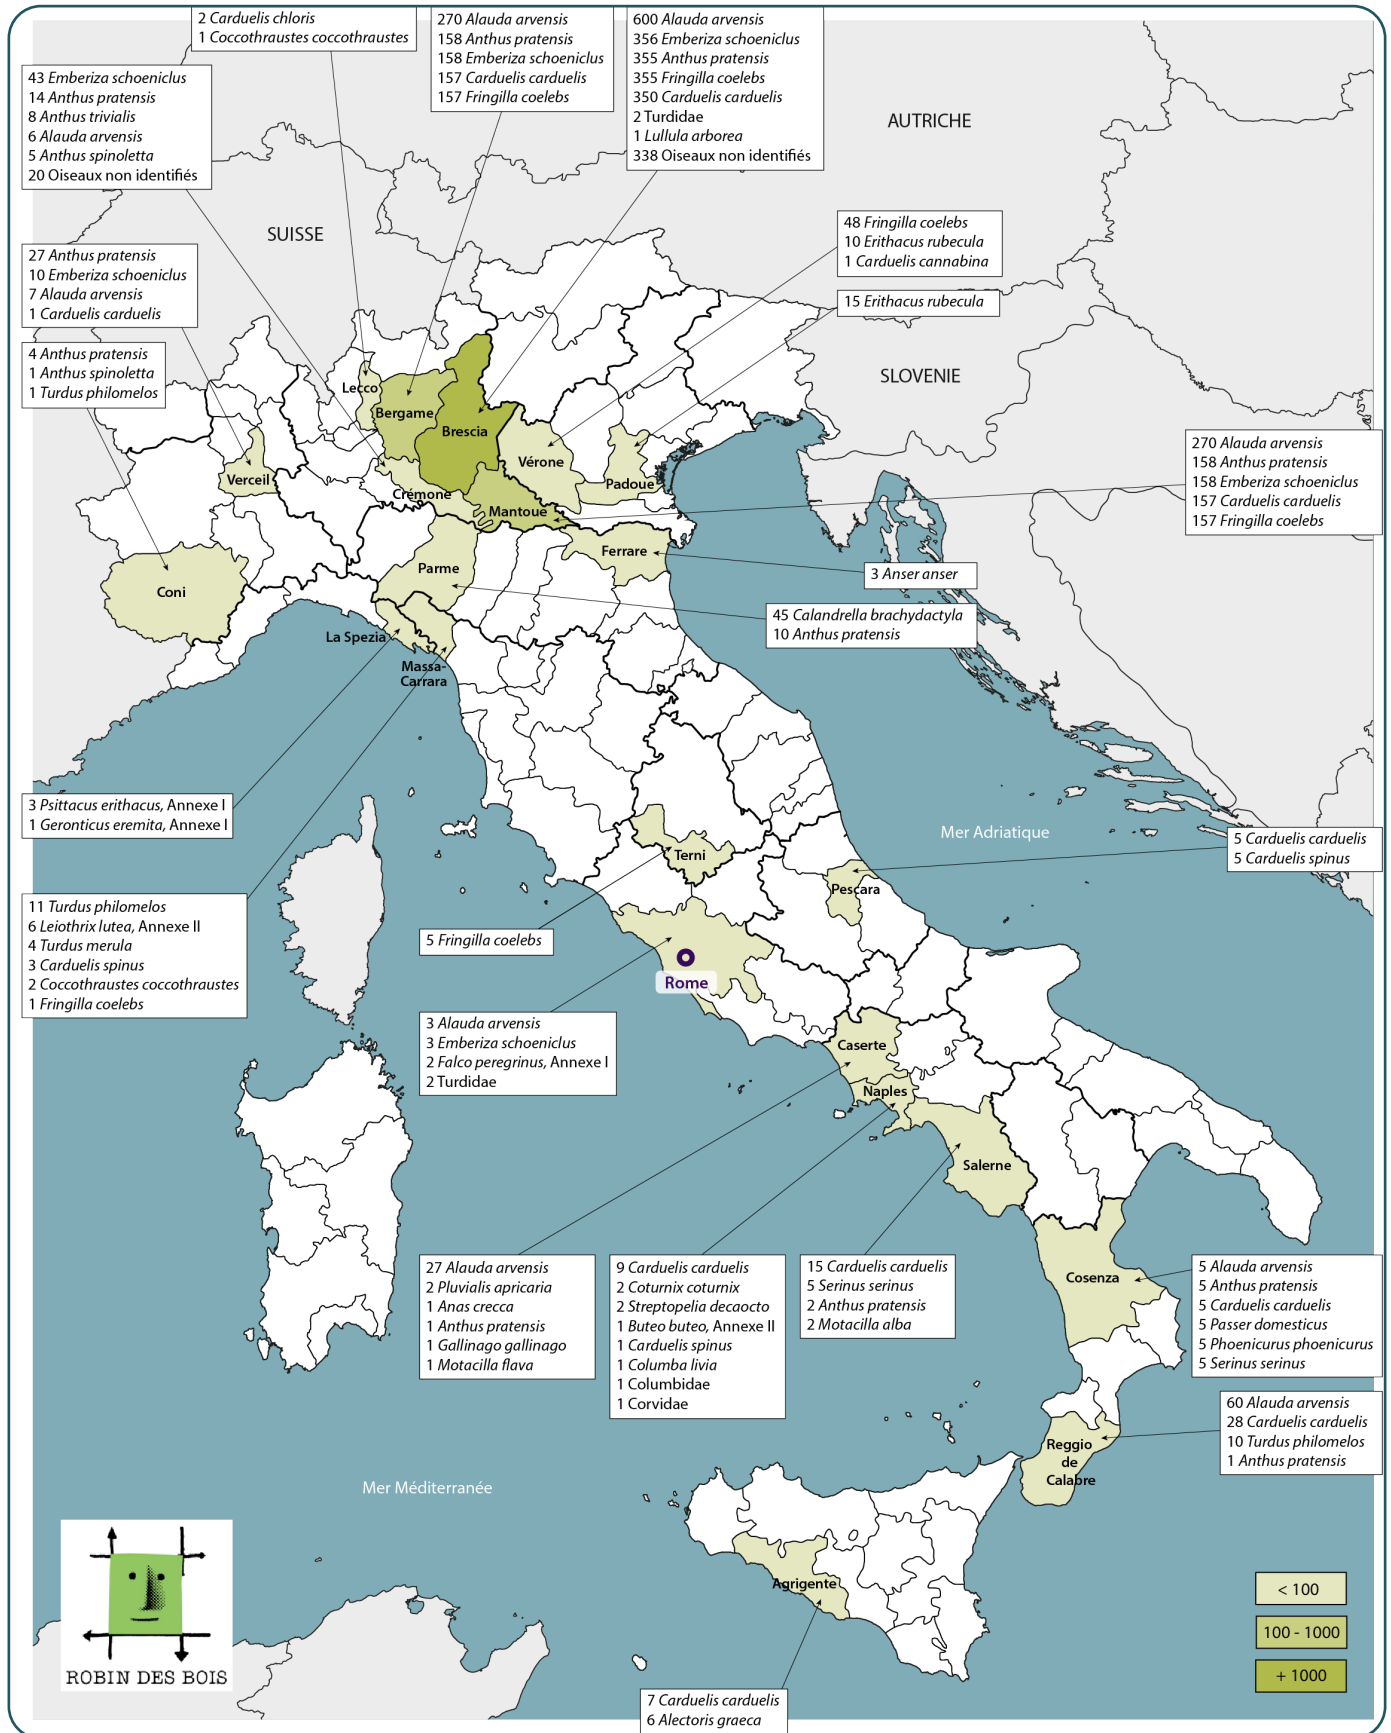 2 Carduelis chloris
1 Coccothraustes coccothraustes
270 Alauda arvensis
158 Anthus pratensis
158 Emberiza schoeniclus
157 Carduelis carduelis
157 Fringilla coelebs
600 Alauda arvensis
356 Emberiza schoeniclus
355 Anthus pratensis
355 Fringilla coelebs
350 Carduelis carduelis
2 Turdidae
1 Lullula arborea
338 Oiseaux non identifiés
43 Emberiza schoeniclus
14 Anthus pratensis
8 Anthus trivialis
6 Alauda arvensis
5 Anthus spinoletta
20 Oiseaux non identifiés
AUTRICHE
SUISSE
48 Fringilla coelebs
10 Erithacus rubecula
1 Carduelis cannabina
27 Anthus pratensis
10 Emberiza schoeniclus
7 Alauda arvensis
1 Carduelis carduelis
15 Erithacus rubecula
4 Anthus pratensis
1 Anthus spinoletta
1 Turdus philomelos
SLOVENIE
Lecco
Bergame
Brescia
Vérone
Padoue
Verceil
Crémone
Mantoue
270 Alauda arvensis
158 Anthus pratensis
158 Emberiza schoeniclus
157 Carduelis carduelis
157 Fringilla coelebs
Ferrare
Parme
Coni
3 Anser anser
45 Calandrella brachydactyla
10 Anthus pratensis
La Spezia
Massa-
Carrara
3 Psittacus erithacus, Annexe I
1 Geronticus eremita, Annexe I
Mer Adriatique
5 Carduelis carduelis
5 Carduelis spinus
Terni
Pescara
11 Turdus philomelos
6 Leiothrix lutea, Annexe II
4 Turdus merula
3 Carduelis spinus
2 Coccothraustes coccothraustes
1 Fringilla coelebs
5 Fringilla coelebs
Rome
3 Alauda arvensis
3 Emberiza schoeniclus
2 Falco peregrinus, Annexe I
2 Turdidae
Caserte
Naples
Salerne
27 Alauda arvensis
2 Pluvialis apricaria
1 Anas crecca
1 Anthus pratensis
1 Gallinago gallinago
1 Motacilla flava
9 Carduelis carduelis
2 Coturnix coturnix
2 Streptopelia decaocto
1 Buteo buteo, Annexe II
1 Carduelis spinus
1 Columba livia
1 Columbidae
1 Corvidae
15 Carduelis carduelis
5 Serinus serinus
2 Anthus pratensis
2 Motacilla alba
Cosenza
5 Alauda arvensis
5 Anthus pratensis
5 Carduelis carduelis
5 Passer domesticus
5 Phoenicurus phoenicurus
5 Serinus serinus
60 Alauda arvensis
28 Carduelis carduelis
10 Turdus philomelos
1 Anthus pratensis
Reggio
de
Calabre
Mer Méditerranée
Agrigente
< 100
100 - 1000
+ 1000
ROBIN DES BOIS
7 Carduelis carduelis
6 Alectoris graeca